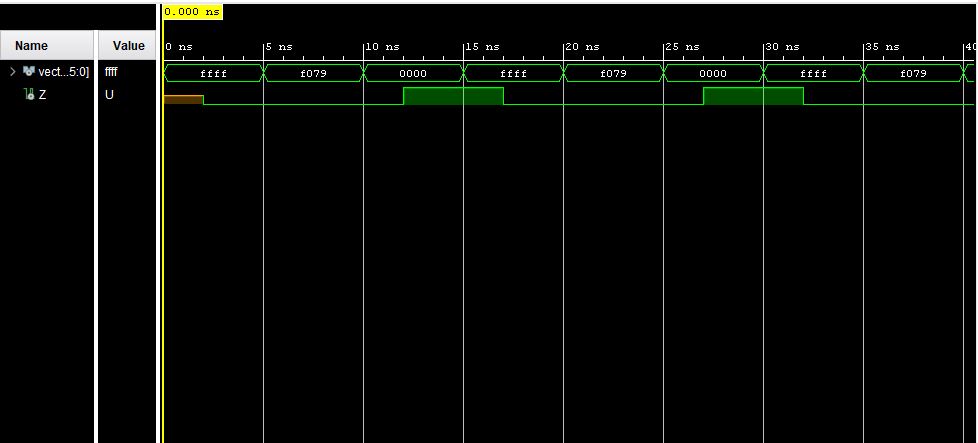 0.000 ns
Name Value 0 ns 5 ns 10 ns 15 ns 20 ns 25 ns 30 ns 35 ns 40
vect...5:0] ffff ffff f079 0000 ffff f079 0000 ffff f079
Z U